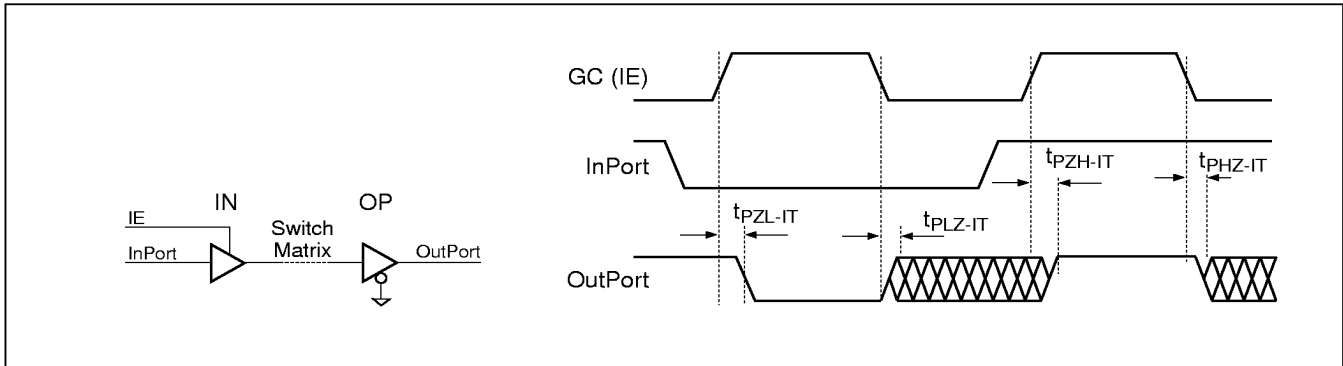 IN
OP
IE
InPort
Switch
Matrix
OutPort
GC (IE)
InPort
tPZH-IT
tPHZ-IT
tPZL-IT
tPLZ-IT
OutPort